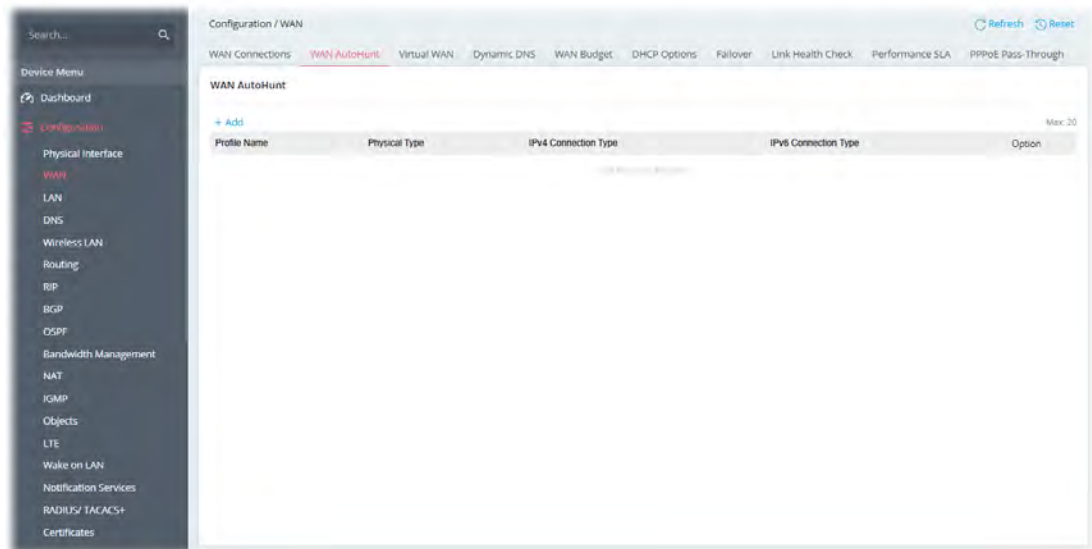 Search...
Device Menu
Dashboard
Configuration
Physical Interface
WAN
LAN
DNS
Wireless LAN
Routing
RIP
BGP
OSPF
Bandwidth Management
NAT
IGMP
Objects
LTE
Wake on LAN
Notification Services
RADIUS/ TACACS+
Certificates
Configuration / WAN
Refresh
Reset
WAN Connections
WAN AutoHunt
Virtual WAN
Dynamic DNS
WAN Budget
DHCP Options
Failover
Link Health Check
Performance SLA
PPPoE Pass-Through
WAN AutoHunt
+ Add
Max: 20
Profile Name
Physical Type
IPv4 Connection Type
IPv6 Connection Type
Option